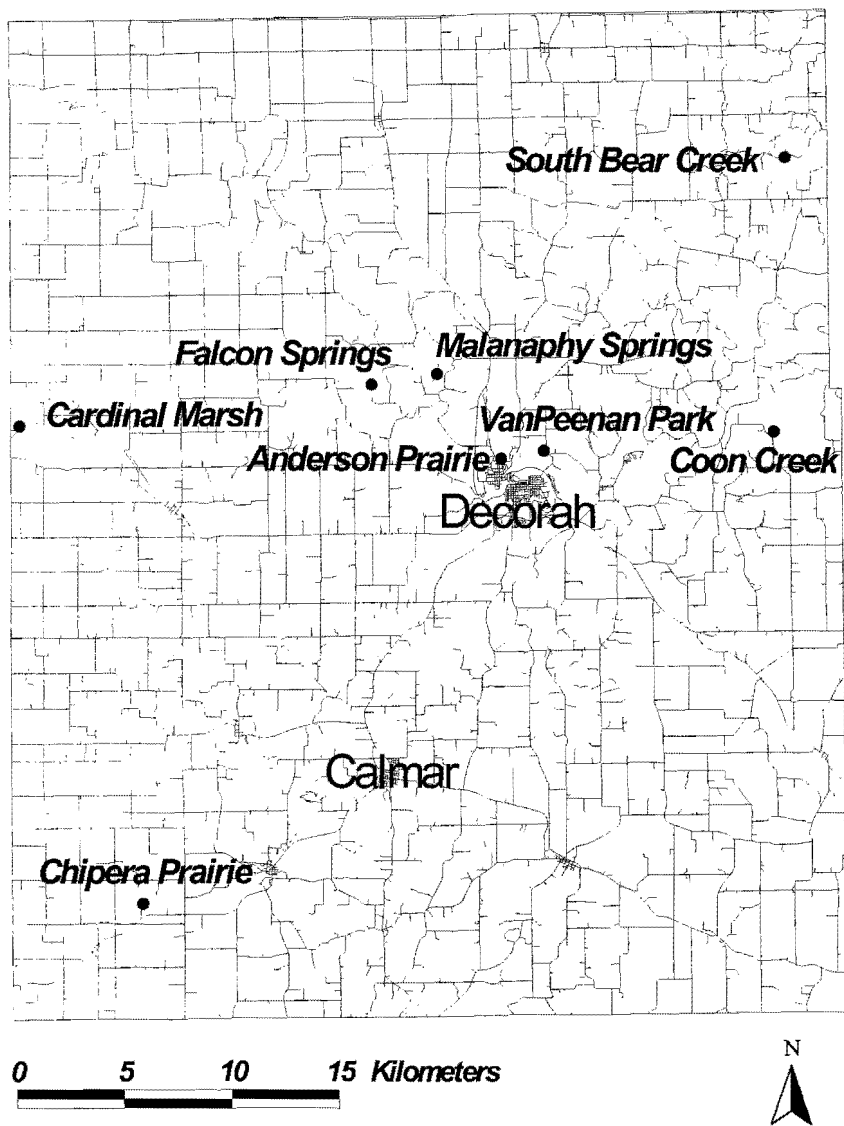 South Bear Creek
Malanaphy Springs
Falcon Springs
Cardinal Marsh
VanPeenan Park
Anderson Prairie
Coon Creek
Decorah
Calmar
Chipera Prairie
N
0 5 10 15 Kilometers